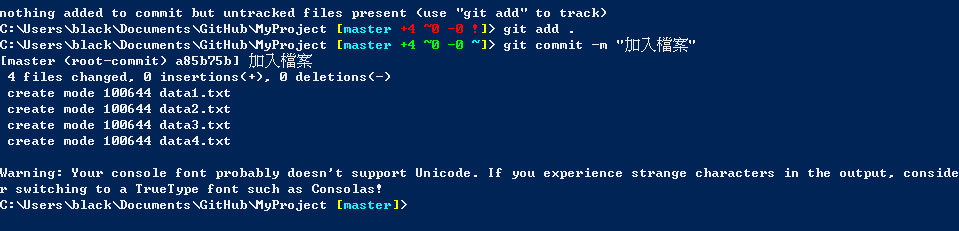 nothing added to commit but untracked files present (use "git add" to track)
C:\Users\black\Documents\GitHub\MyProject [master +4 ~0 -0 !]> git add .
C:\Users\black\Documents\GitHub\MyProject [master +4 ~0 -0 ~]> git commit -m "加入檔案"
[master (root-commit) a85b75b] 加入檔案
 4 files changed, 0 insertions(+), 0 deletions(-)
 create mode 100644 data1.txt
 create mode 100644 data2.txt
 create mode 100644 data3.txt
 create mode 100644 data4.txt
Warning: Your console font probably doesn't support Unicode. If you experience strange characters in the output, conside
r switching to a TrueType font such as Consolas!
C:\Users\black\Documents\GitHub\MyProject [master]>